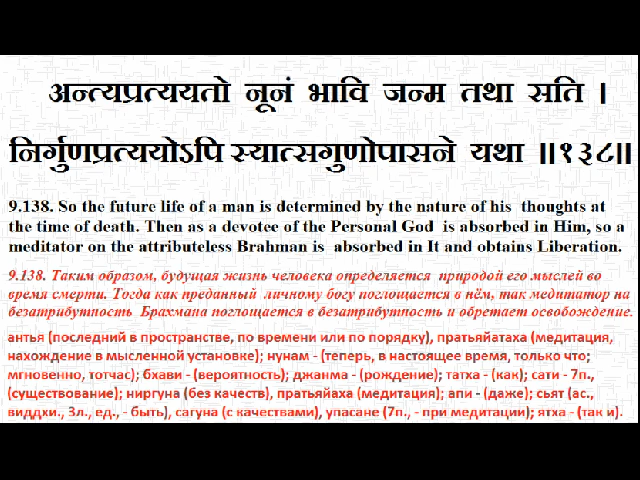 अन्त्यप्रत्ययतो नूनं भावि जन्म तथा सति ।
निर्गुणप्रत्ययोऽपि स्यात्सगुणोपासने यथा ॥१३८॥
9.138. So the future life of a man is determined by the nature of his thoughts at
the time of death. Then as a devotee of the Personal God is absorbed in Him, so a
meditator on the attributeless Brahman is absorbed in It and obtains Liberation.
9.138. Таким образом, будущая жизнь человека определяется природой его мыслей во
время смерти. Тогда как преданный личному богу поглощается в нём, так медитатор на
безатрибутность Брахмана поглощается в безатрибутность и обретает освобождение.
антья (последний в пространстве, по времени или по порядку), пратьяйатаха (медитация,
нахождение в мысленной установке); нунам - (теперь, в настоящее время, только что;
мгновенно, тотчас); бхави - (вероятность); джанма - (рождение); татха - (как); сати - 7п.,
(существование); ниргуна (без качеств), пратьяйаха (медитация); апи - (даже); сьят (ас.,
виддхи., 3л., ед., - быть), сагуна (с качествами), упасане (7п., - при медитации); ятха - (так и).